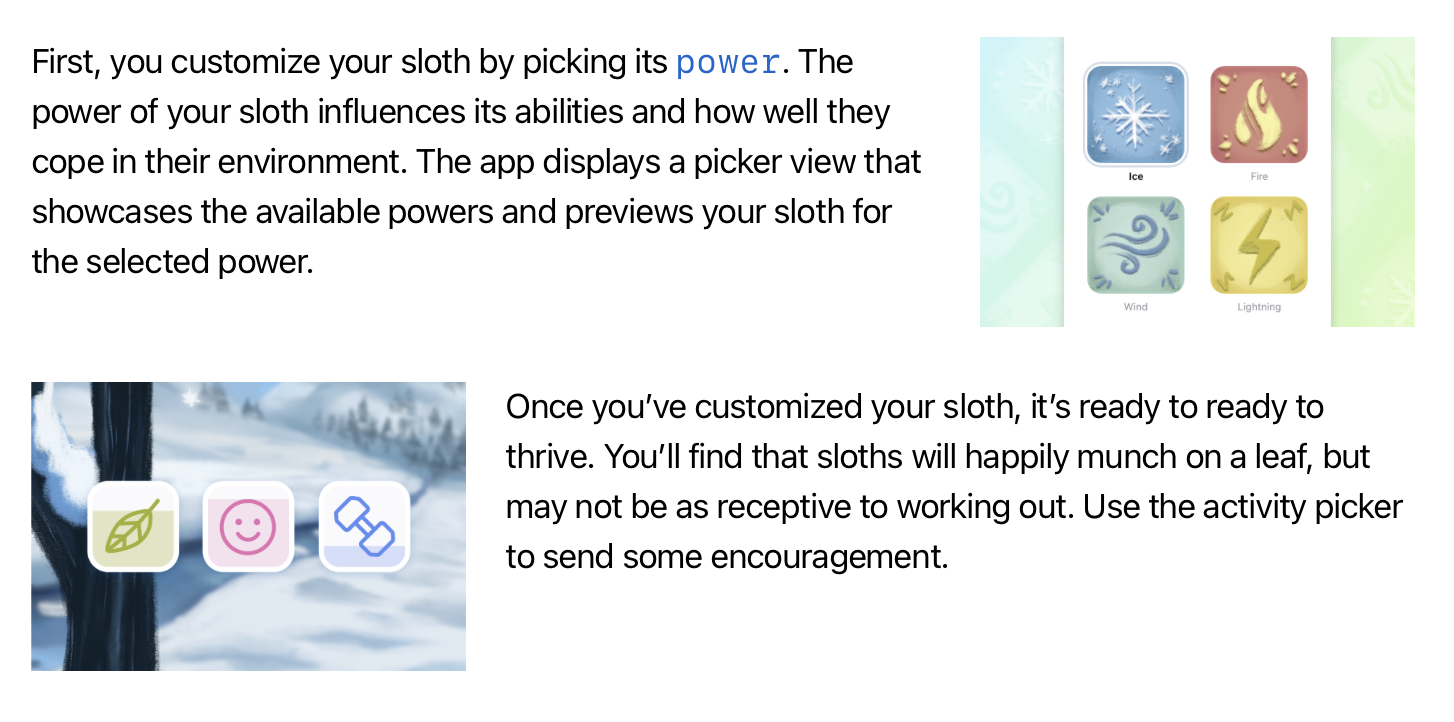 First, you customize your sloth by picking its power. The
power of your sloth influences its abilities and how well they
cope in their environment. The app displays a picker view that
showcases the available powers and previews your sloth for
the selected power.
Ice
Fire
Wind
Lightning
Once you’ve customized your sloth, it’s ready to ready to
thrive. You’ll find that sloths will happily munch on a leaf, but
may not be as receptive to working out. Use the activity picker
to send some encouragement.